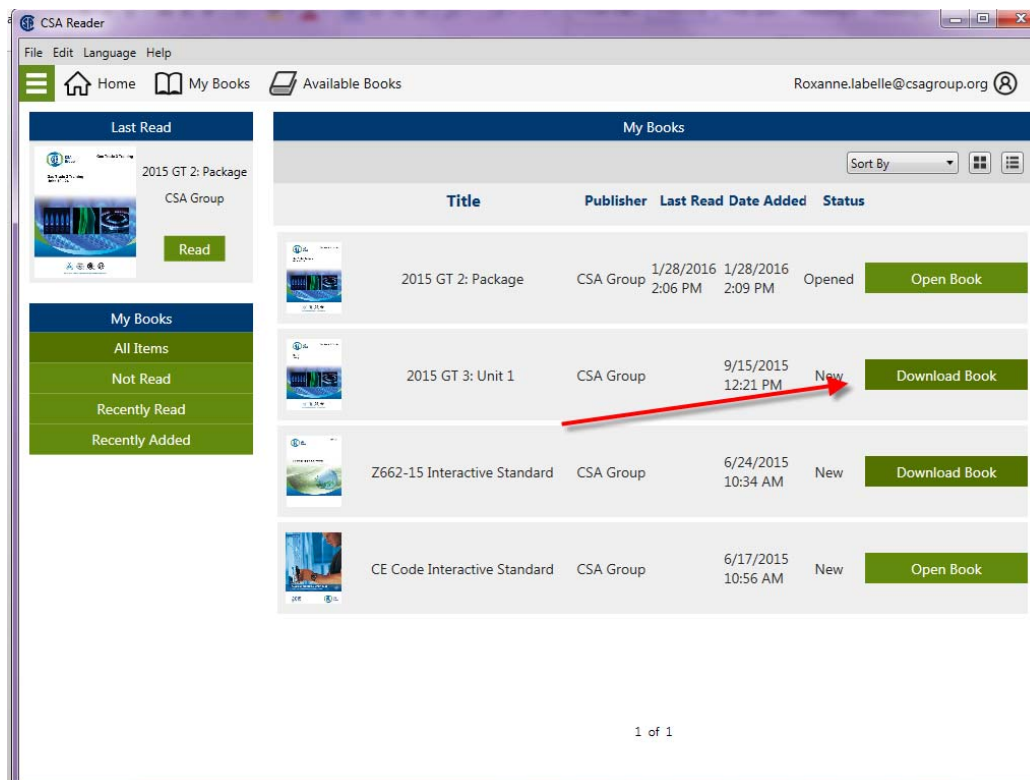 CSA Reader
File Edit Language Help
Home My Books Available Books Roxanne.labelle@csagroup.org
Last Read
2015 GT 2: Package
CSA Group
Read
My Books
All Items
Not Read
Recently Read
Recently Added
My Books
Sort By
Title Publisher Last Read Date Added Status
2015 GT 2: Package CSA Group 1/28/2016 2:06 PM 1/28/2016 2:09 PM Opened Open Book
2015 GT 3: Unit 1 CSA Group 9/15/2015 12:21 PM New Download Book
Z662-15 Interactive Standard CSA Group 6/24/2015 10:34 AM New Download Book
CE Code Interactive Standard CSA Group 6/17/2015 10:56 AM New Open Book
1 of 1